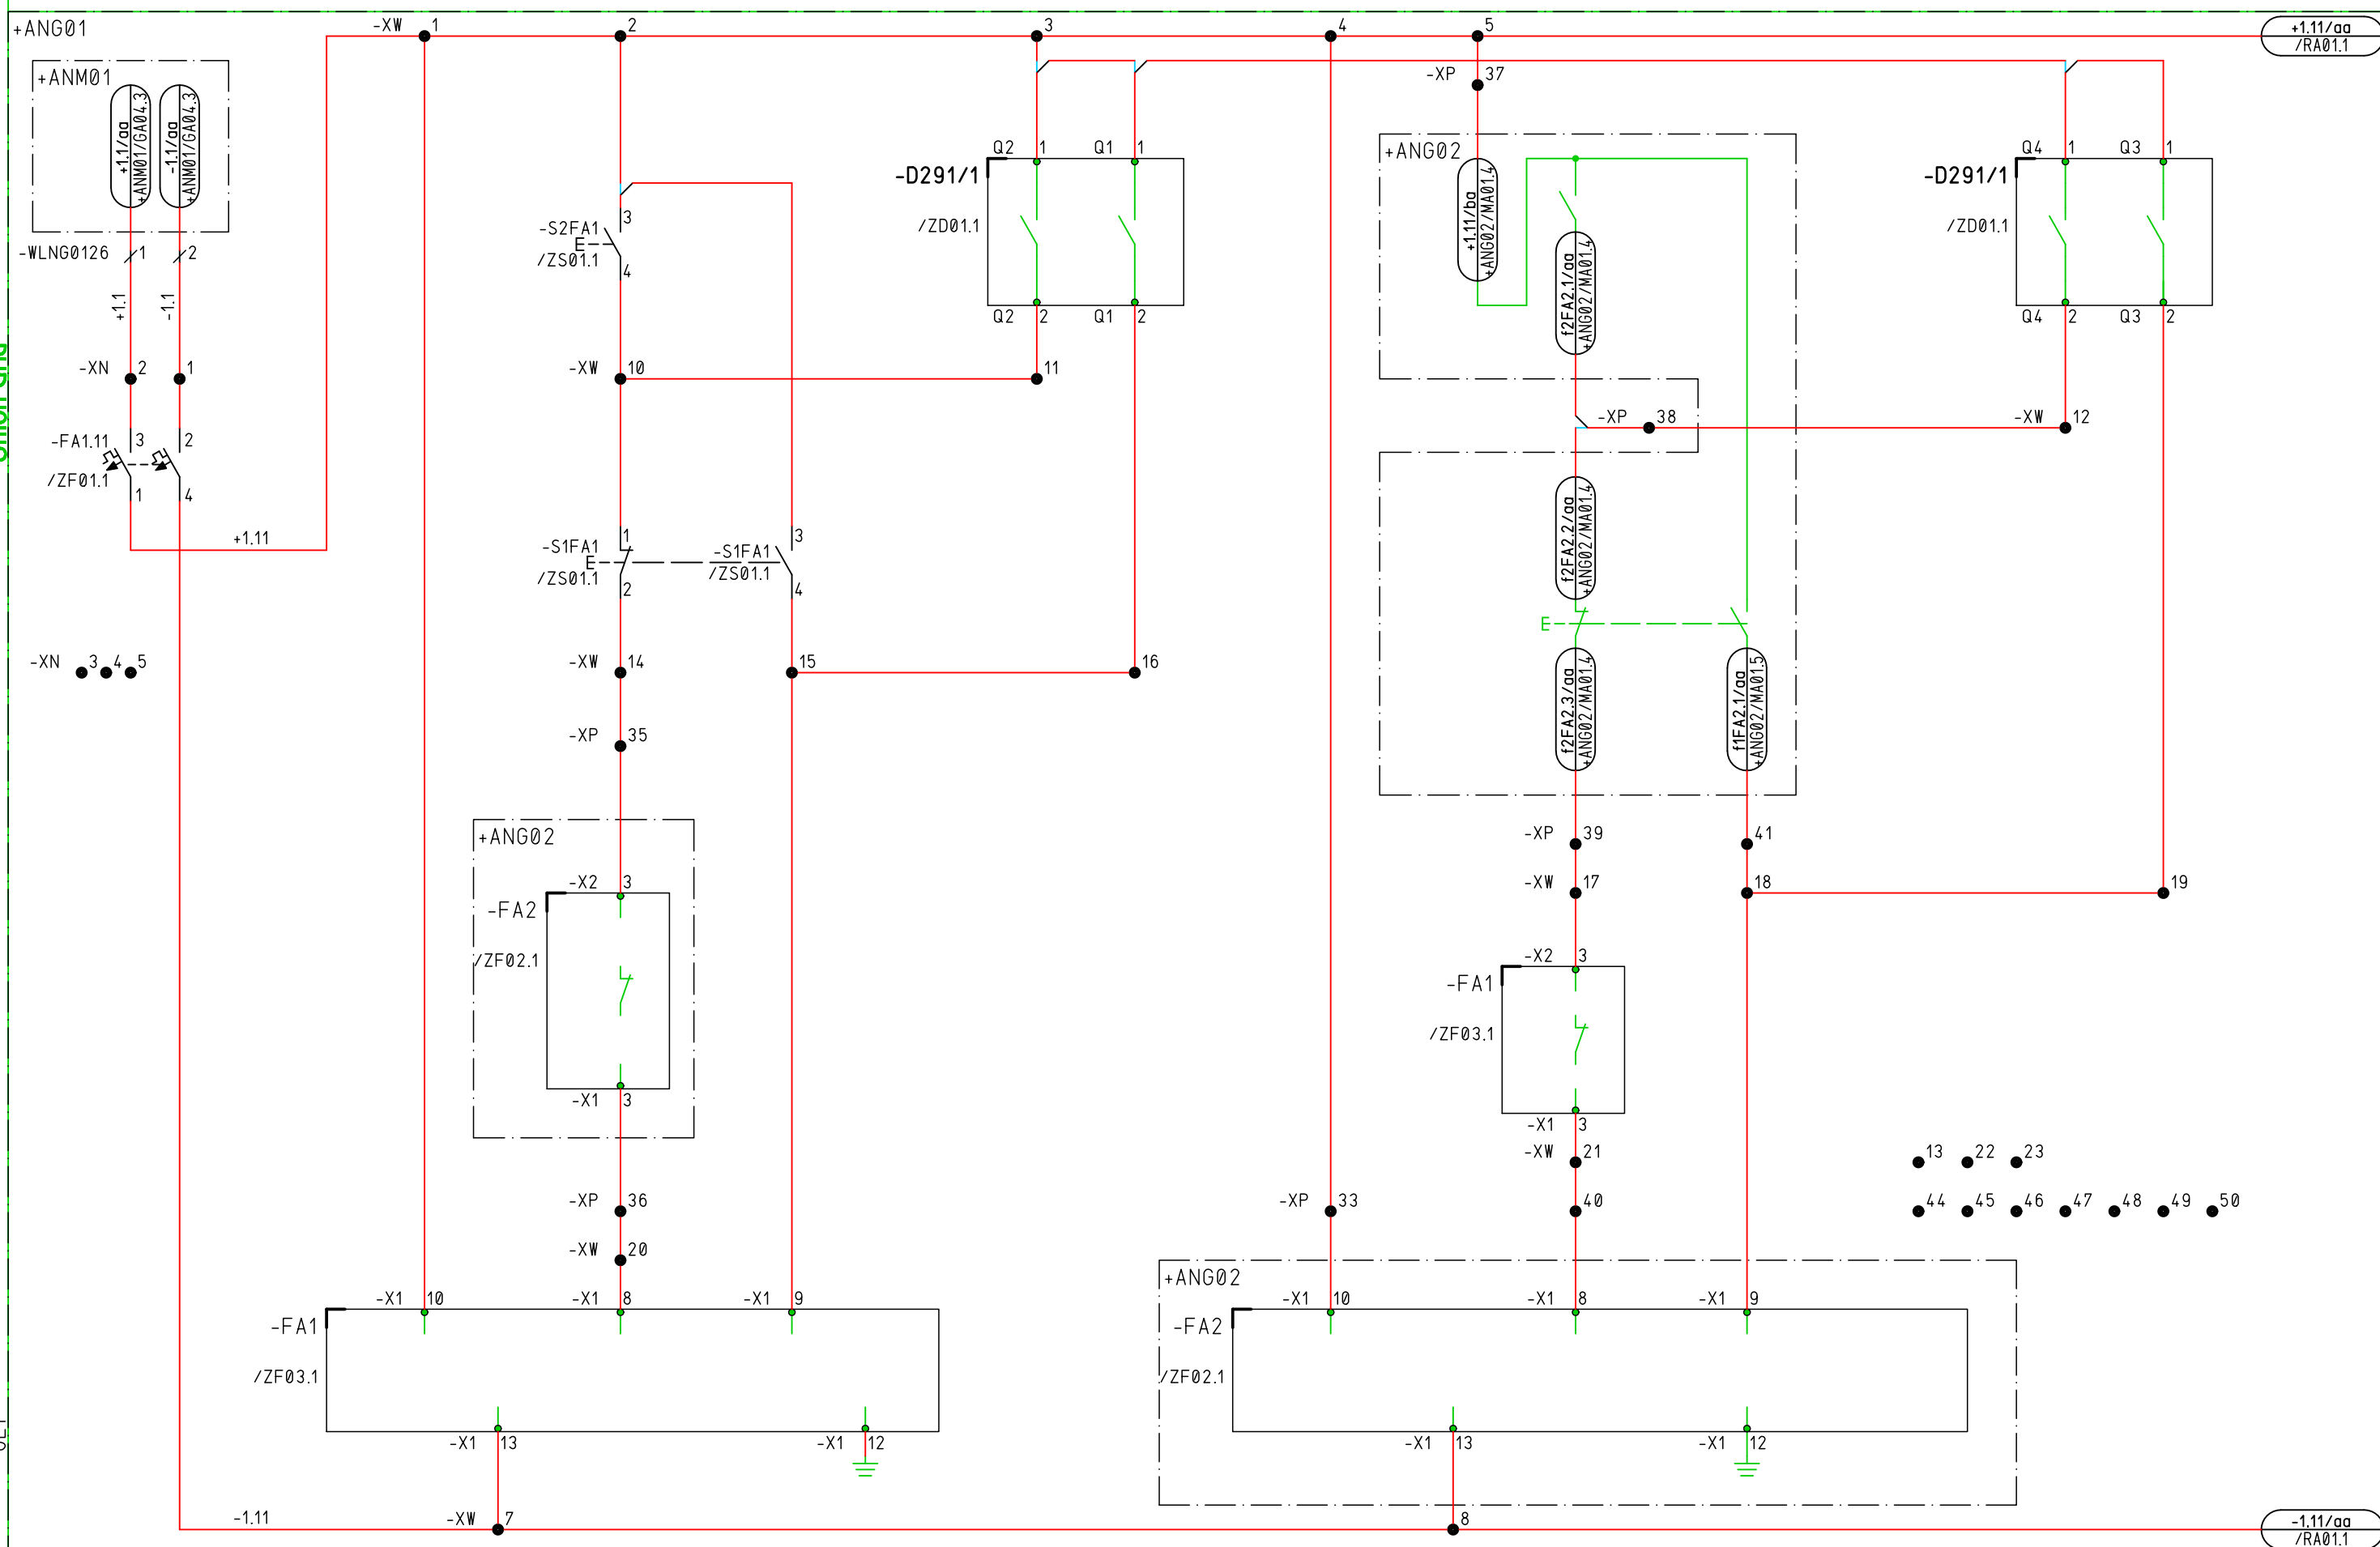 +ANG01
-XW 1 2 3 4 5
+1.11/aa
/RA01.1
+ANM01
+1.1/aa
+ANM01/GA04.3
-1.1/aa
+ANM01/GA04.3
-XP 37
-WLNG0126 1 2
+1.1
-1.1
-XN 2 1
-FA1.11 3 2
/ZF01.1 1 4
+1.11
-XN 3 4 5
-S2FA1 3
E
/ZS01.1 4
-XW 10 11
-S1FA1 1
E
/ZS01.1 2
-S1FA1 3
/ZS01.1 4
-XW 14 15 16
-XP 35
Q2 1 Q1 1
-D291/1
/ZD01.1
Q2 2 Q1 2
+ANG02
+1.11/ba
+ANG02/MA01.4
f2FA2.1/aa
+ANG02/MA01.4
-XP 38
-XW 12
f2FA2.2/aa
+ANG02/MA01.4
E
f2FA2.3/aa
+ANG02/MA01.4
f1FA2.1/aa
+ANG02/MA01.5
Q4 1 Q3 1
-D291/1
/ZD01.1
Q4 2 Q3 2
+ANG02
-X2 3
-FA2
/ZF02.1
-X1 3
-XP 36
-XW 20
-XP 39 41
-XW 17 18 19
-X2 3
-FA1
/ZF03.1
-X1 3
-XW 21
-XP 33 40
13 22 23
44 45 46 47 48 49 50
-X1 10 -X1 8 -X1 9
-FA1
/ZF03.1
-X1 13 -X1 12
+ANG02
-X1 10 -X1 8 -X1 9
-FA2
/ZF02.1
-X1 13 -X1 12
-1.11 -XW 7 8
-1.11/aa
/RA01.1